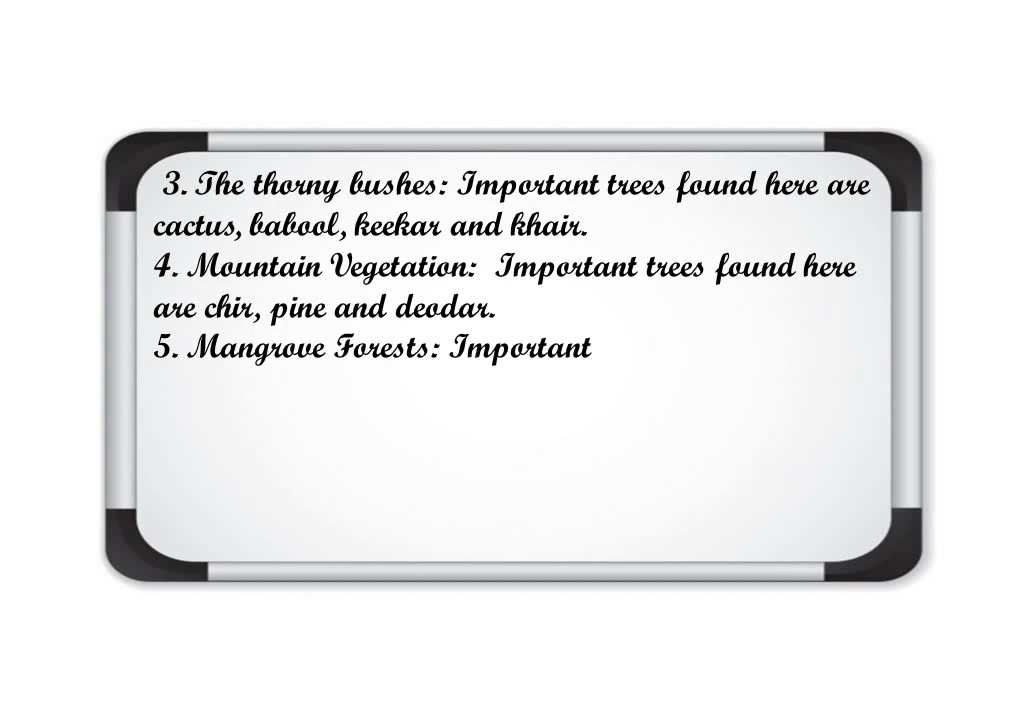 3. The thorny bushes: Important trees found here are
cactus, babool, keekar and khair.
4. Mountain Vegetation:  Important trees found here
are chir, pine and deodar.
5. Mangrove Forests: Important